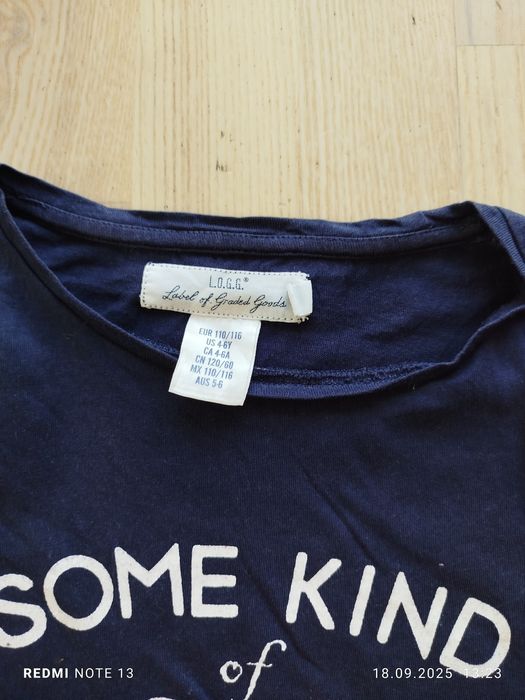 L.O.G.G.®
Label of Graded Goods
EUR 110/116
US 4-6Y
CA 4-6A
CN 120/60
MX 110/116
AUS 5-6
SOME KIND
of
REDMI NOTE 13
18.09.2025 13:23